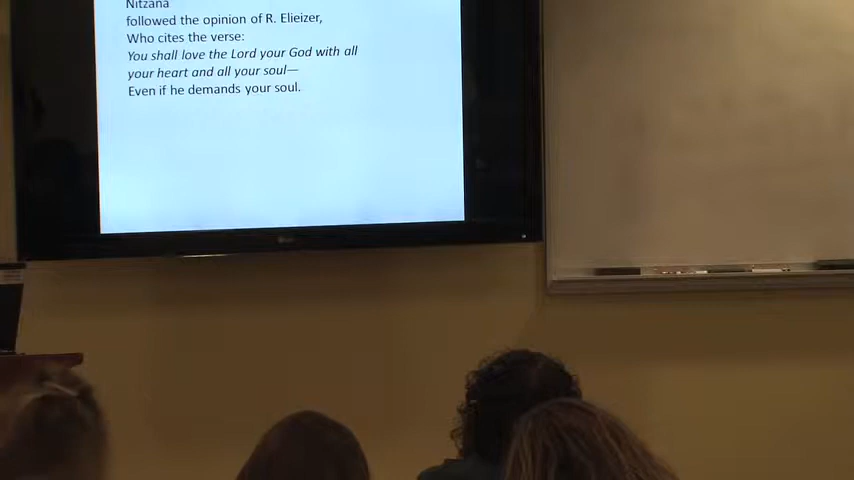 Nitzana
followed the opinion of R. Elieizer,
Who cites the verse:
You shall love the Lord your God with all
your heart and all your soul—
Even if he demands your soul.